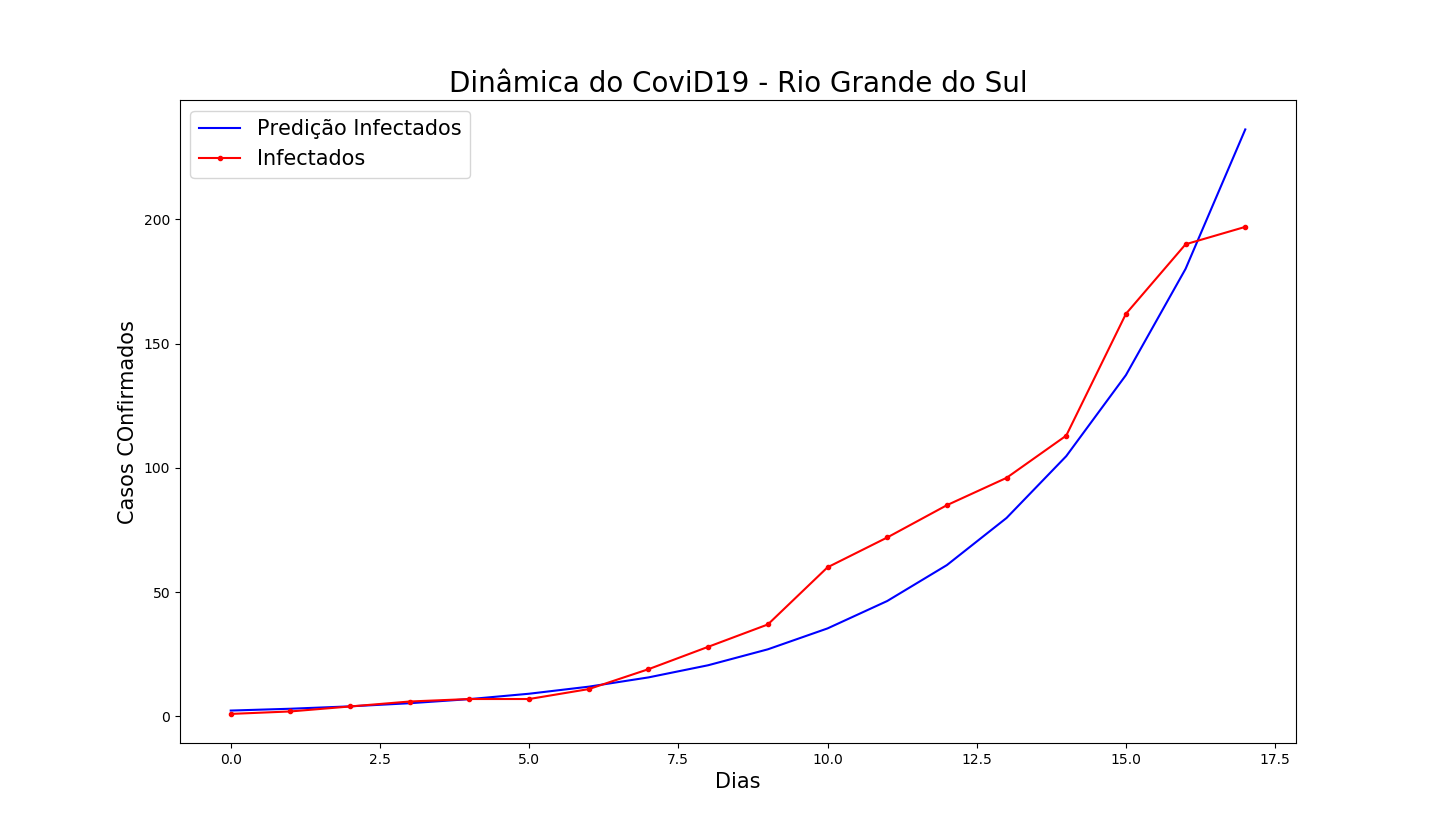 Dinâmica do CoviD19 - Rio Grande do Sul
Predição Infectados
Infectados
200
150
100
50
0
Casos COnfirmados
0.0 2.5 5.0 7.5 10.0 12.5 15.0 17.5
Dias